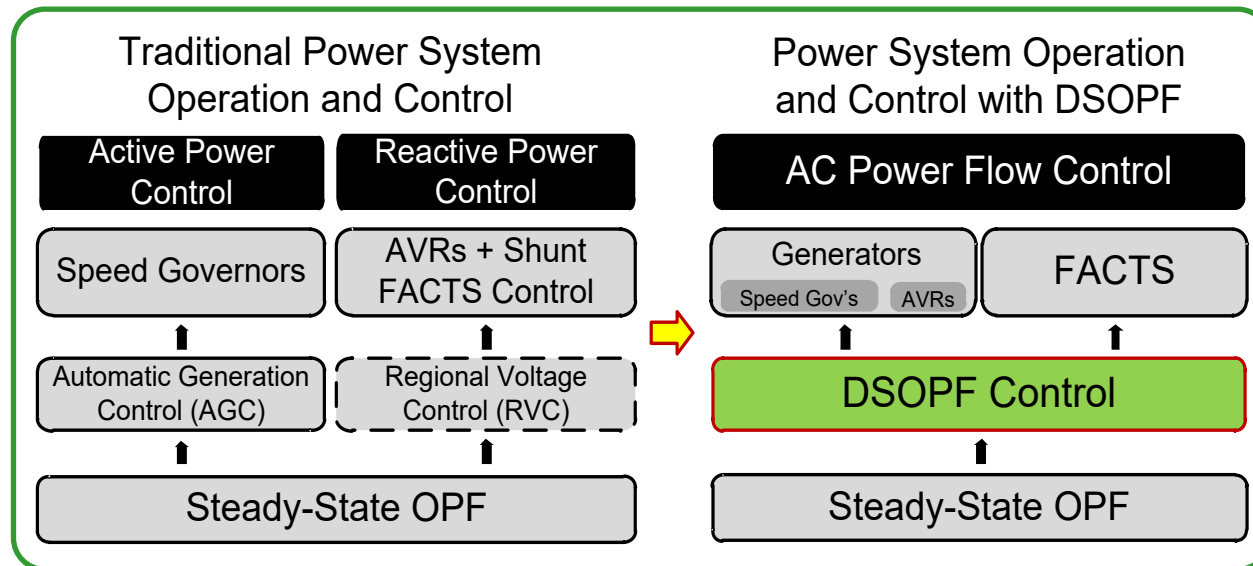 Traditional Power System
Operation and Control
Active Power
Control
Reactive Power
Control
Speed Governors
AVRs + Shunt
FACTS Control
Automatic Generation
Control (AGC)
Regional Voltage
Control (RVC)
Steady-State OPF
Power System Operation
and Control with DSOPF
AC Power Flow Control
Generators
Speed Gov's
AVRs
FACTS
DSOPF Control
Steady-State OPF